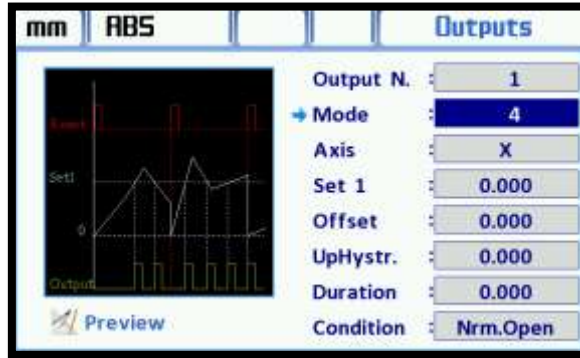 mm ABS Outputs
Output N. : 1
Mode : 4
Axis : X
Set 1 : 0.000
Offset : 0.000
UpHystr. : 0.000
Duration : 0.000
Condition : Nrm.Open
Set1
0
Output
Preview